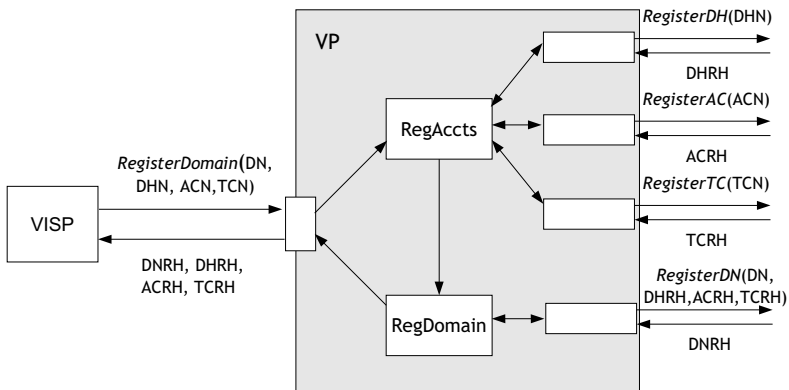 VP
RegisterDH(DHN)
DHRH
RegisterAC(ACN)
ACRH
RegisterTC(TCN)
TCRH
RegAccts
RegisterDomain(DN,
DHN, ACN,TCN)
VISP
DNRH, DHRH,
ACRH, TCRH
RegDomain
RegisterDN(DN,
DHRH,ACRH,TCRH)
DNRH